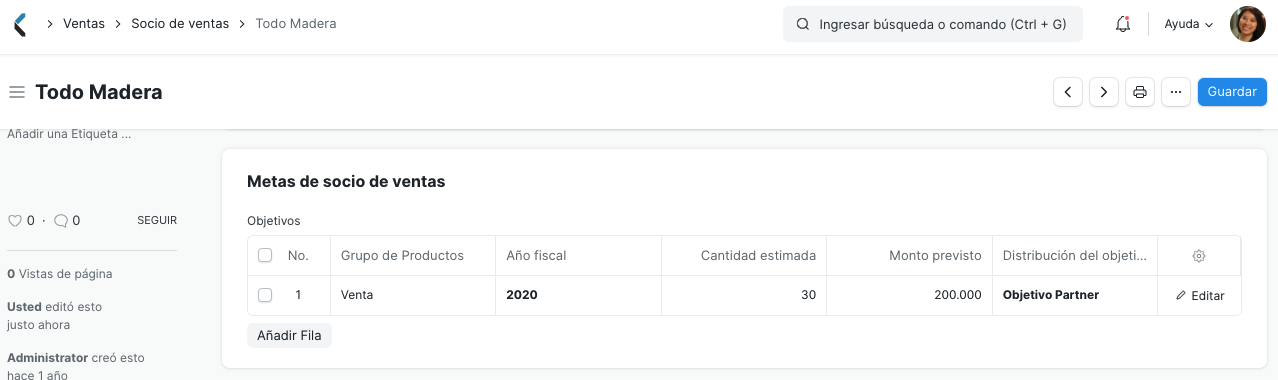 Ventas Socio de ventas Todo Madera
Ingresar búsqueda o comando (Ctrl + G)
Ayuda
Todo Madera
Guardar
Añadir una Etiqueta ...
0 · 0 SEGUIR
0 Vistas de página
Usted editó esto
justo ahora
Administrator creó esto
hace 1 año
Metas de socio de ventas
Objetivos
No. Grupo de Productos Año fiscal Cantidad estimada Monto previsto Distribución del objeti...
1 Venta 2020 30 200.000 Objetivo Partner Editar
Añadir Fila